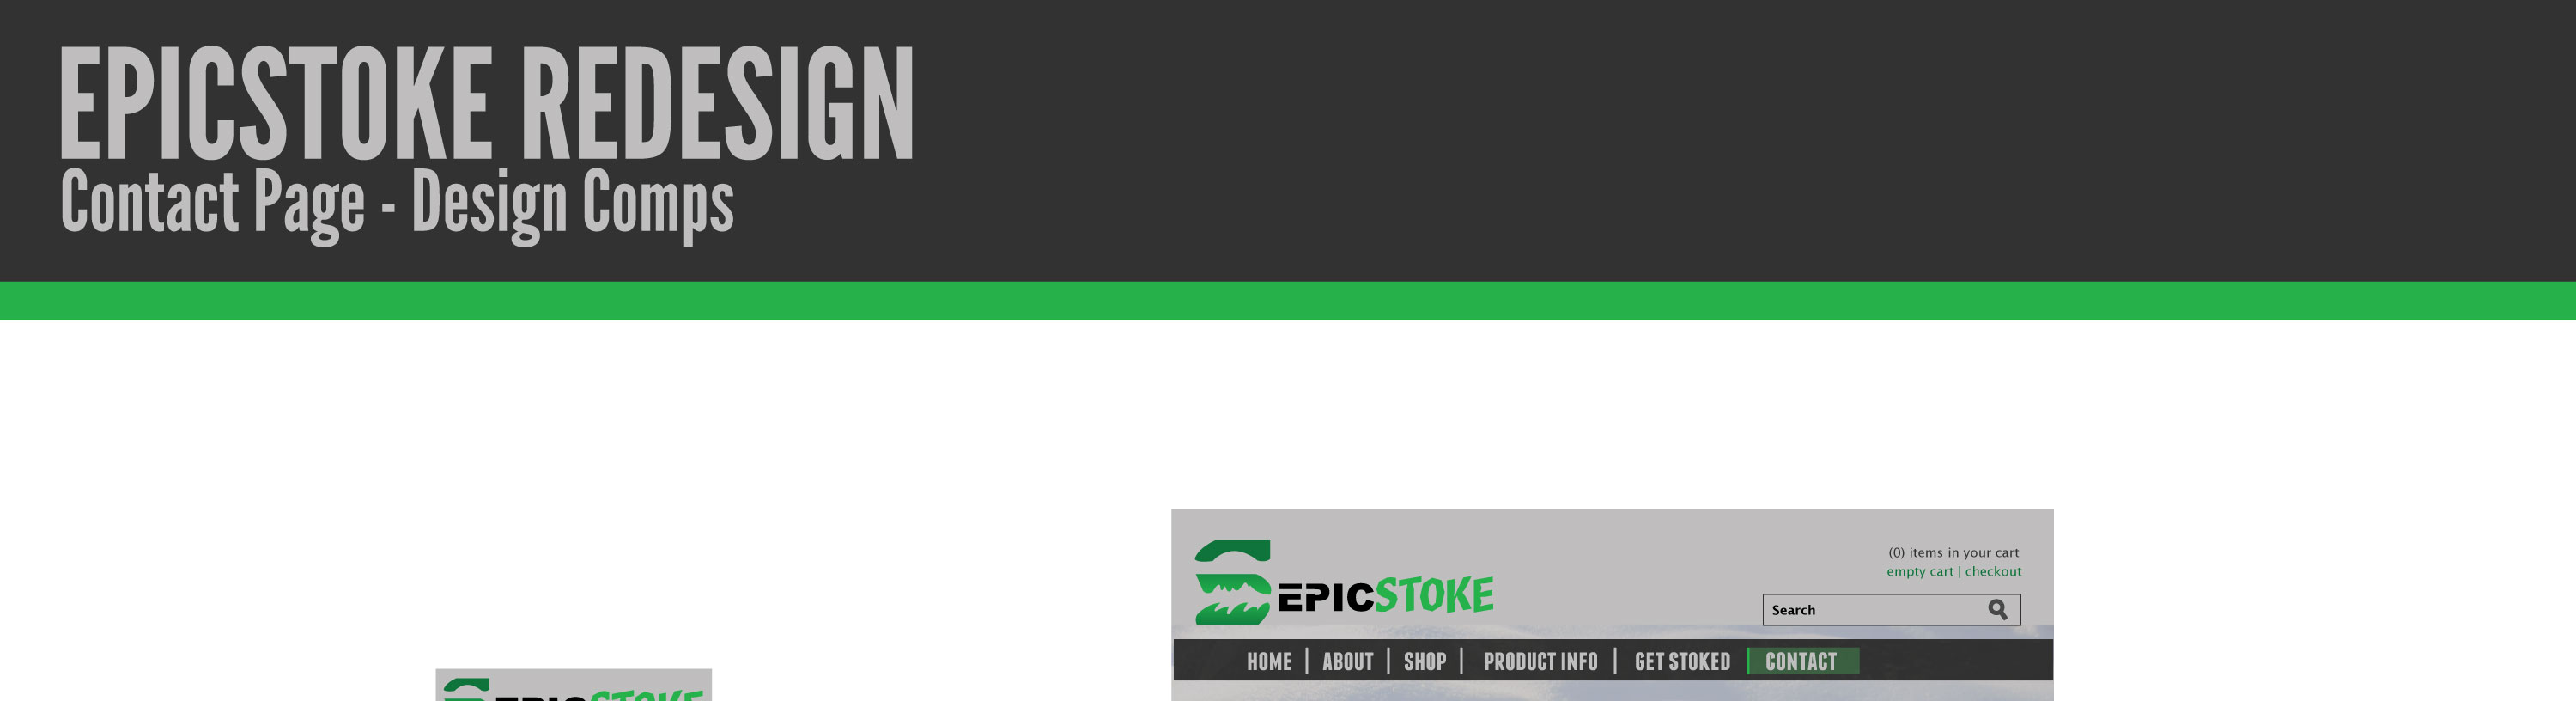 EPICSTOKE REDESIGN
Contact Page - Design Comps
(0) items in your cart
empty cart | checkout
EPICSTOKE
Search
HOME | ABOUT | SHOP | PRODUCT INFO | GET STOKED | CONTACT
EPICSTOKE